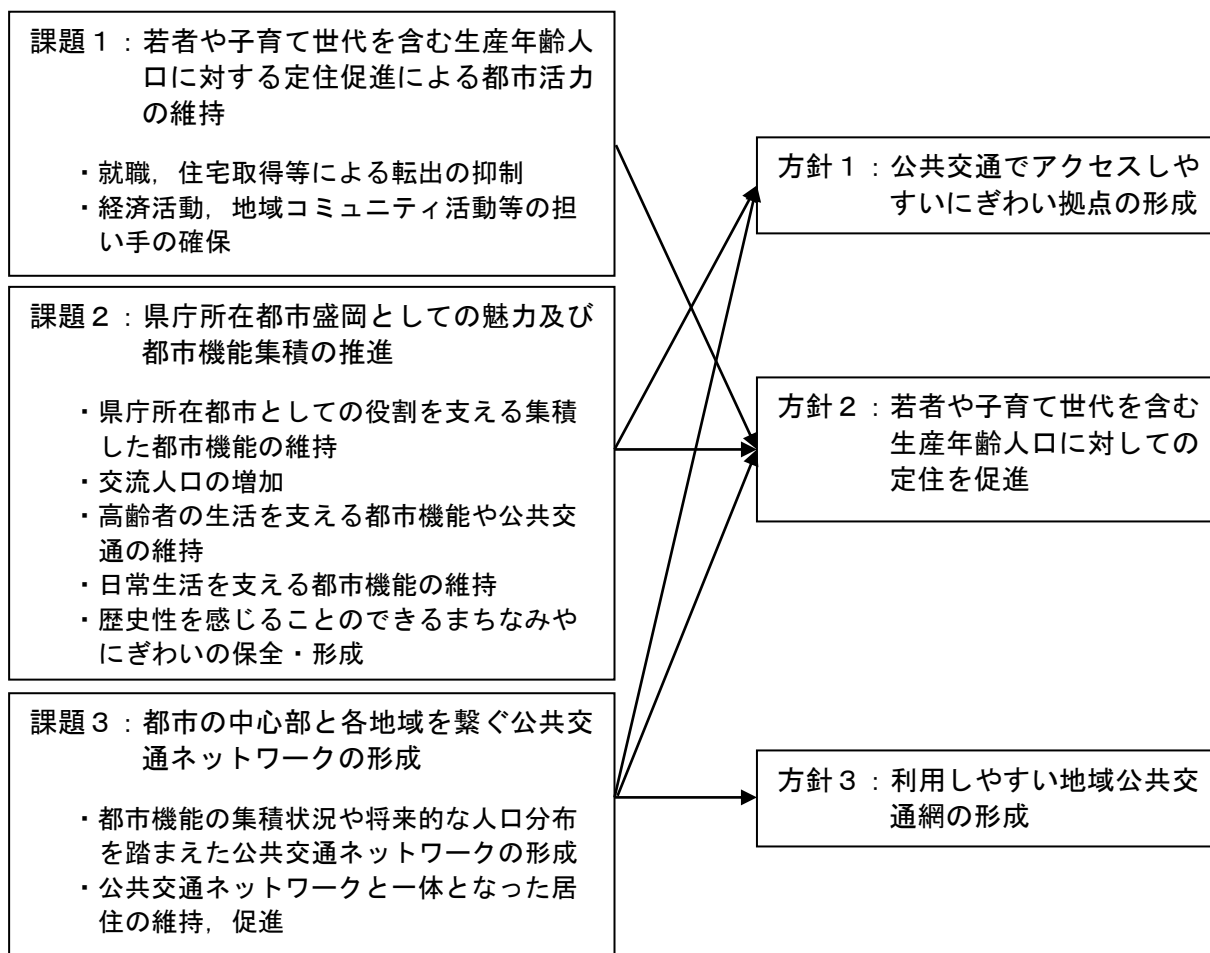 課題１：若者や子育て世代を含む生産年齢人
口に対する定住促進による都市活力
の維持
・就職，住宅取得等による転出の抑制
・経済活動，地域コミュニティ活動等の担
い手の確保
課題２：県庁所在都市盛岡としての魅力及び
都市機能集積の推進
・県庁所在都市としての役割を支える集積
した都市機能の維持
・交流人口の増加
・高齢者の生活を支える都市機能や公共交
通の維持
・日常生活を支える都市機能の維持
・歴史性を感じることのできるまちなみや
にぎわいの保全・形成
課題３：都市の中心部と各地域を繋ぐ公共交
通ネットワークの形成
・都市機能の集積状況や将来的な人口分布
を踏まえた公共交通ネットワークの形成
・公共交通ネットワークと一体となった居
住の維持，促進
方針１：公共交通でアクセスしや
すいにぎわい拠点の形成
方針２：若者や子育て世代を含む
生産年齢人口に対しての
定住を促進
方針３：利用しやすい地域公共交
通網の形成